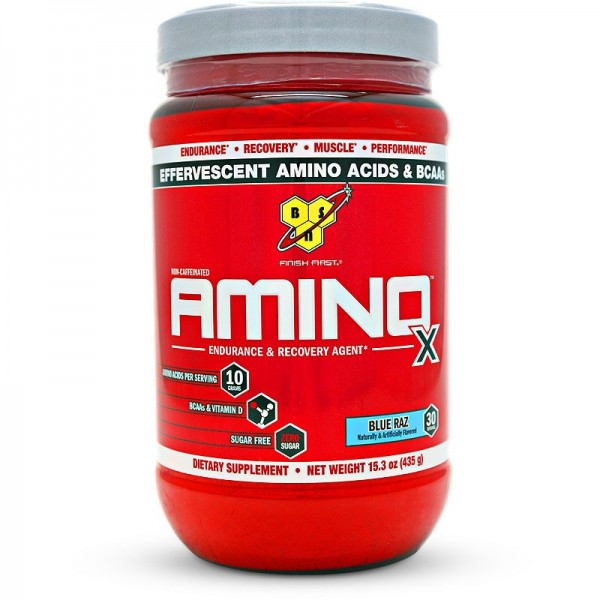 ENDURANCE* • RECOVERY* • MUSCLE* • PERFORMANCE*
EFFERVESCENT AMINO ACIDS & BCAAs
B S
N
FINISH FIRST.®
NON-CAFFEINATED
AMINO X™
ENDURANCE & RECOVERY AGENT*
AMINO ACIDS PER SERVING 10 GRAMS
BCAAs & VITAMIN D
SUGAR FREE ZERO SUGAR
BLUE RAZ
Naturally & Artificially Flavored
30
DIETARY SUPPLEMENT • NET WEIGHT 15.3 oz (435 g)